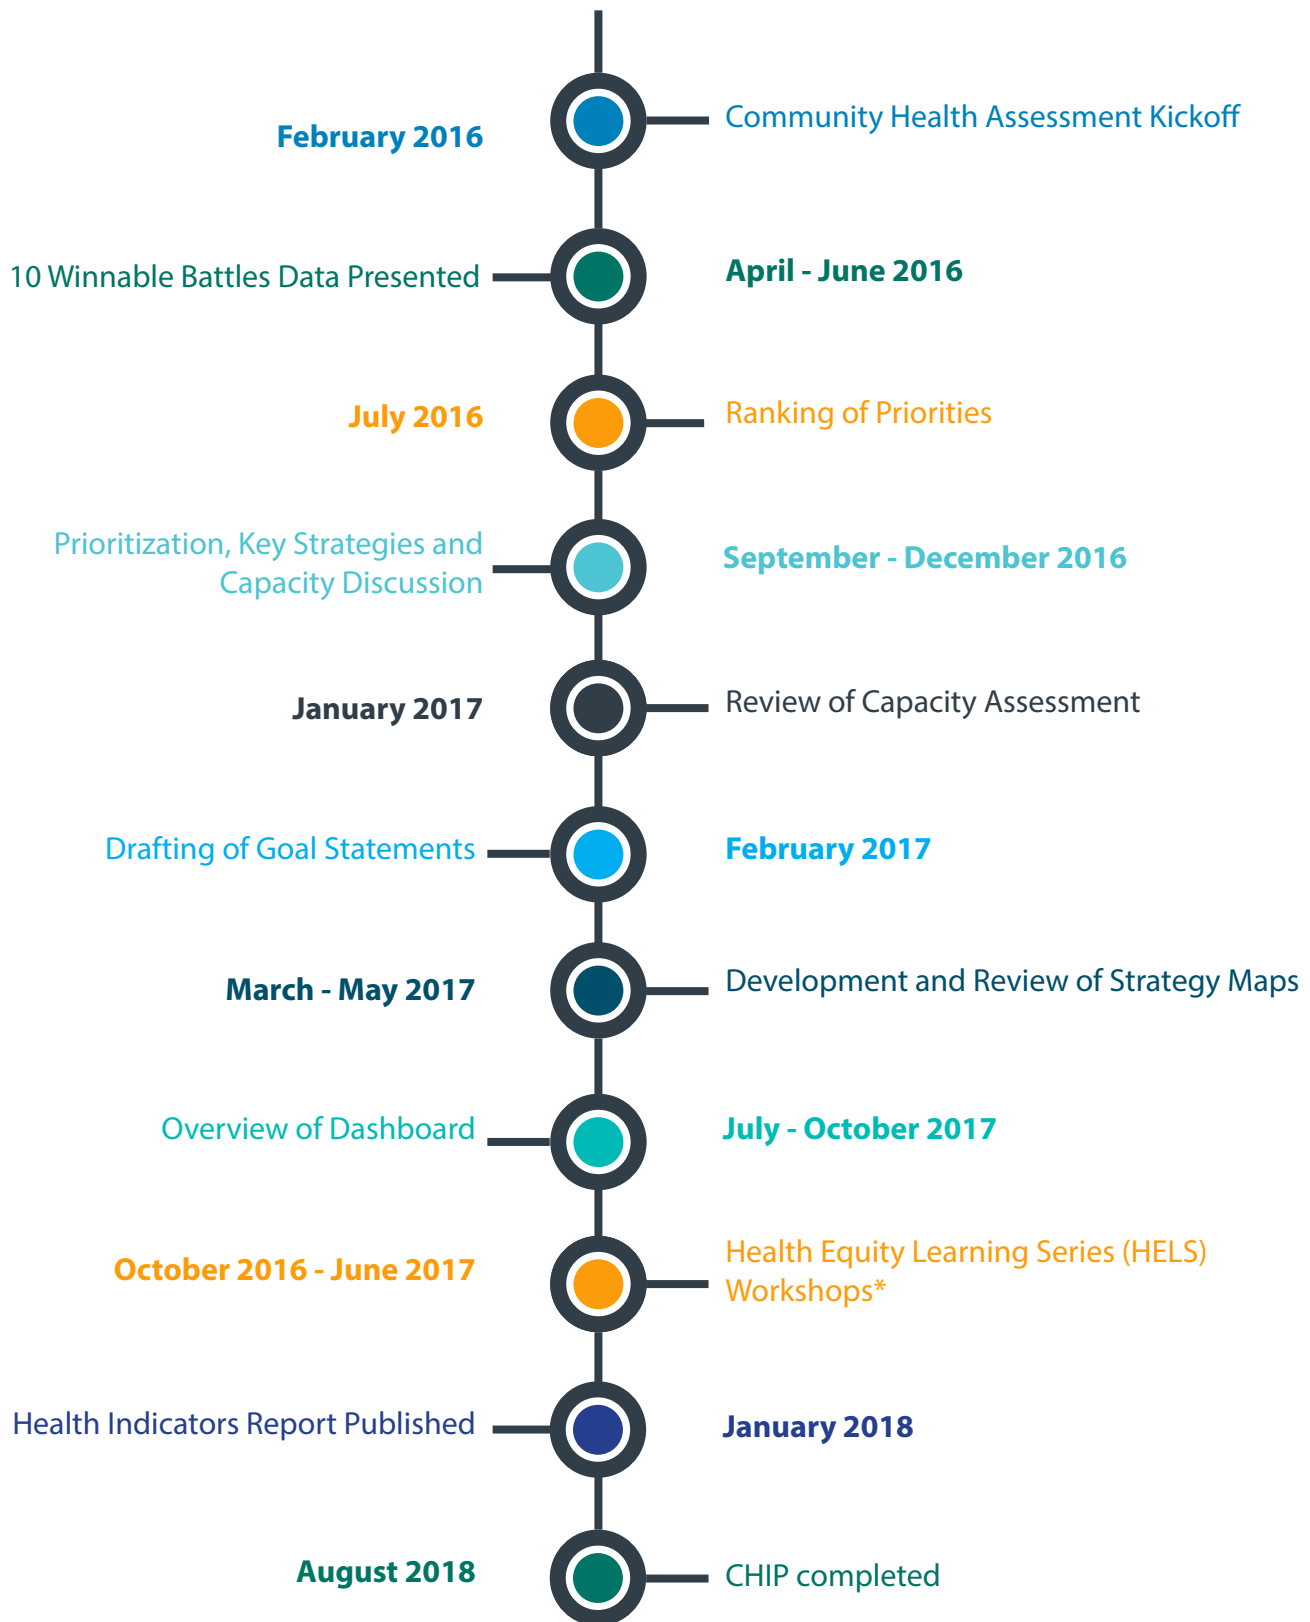 February 2016
Community Health Assessment Kickoff
10 Winnable Battles Data Presented
April - June 2016
July 2016
Ranking of Priorities
Prioritization, Key Strategies and
Capacity Discussion
September - December 2016
January 2017
Review of Capacity Assessment
Drafting of Goal Statements
February 2017
March - May 2017
Development and Review of Strategy Maps
Overview of Dashboard
July - October 2017
October 2016 - June 2017
Health Equity Learning Series (HELS)
Workshops*
Health Indicators Report Published
January 2018
August 2018
CHIP completed